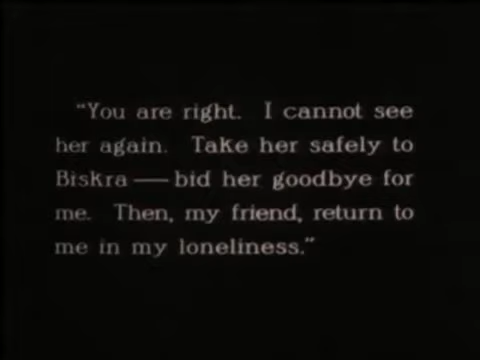 "You are right. I cannot see
her again. Take her safely to
Biskra — bid her goodbye for
me. Then, my friend, return to
me in my loneliness."